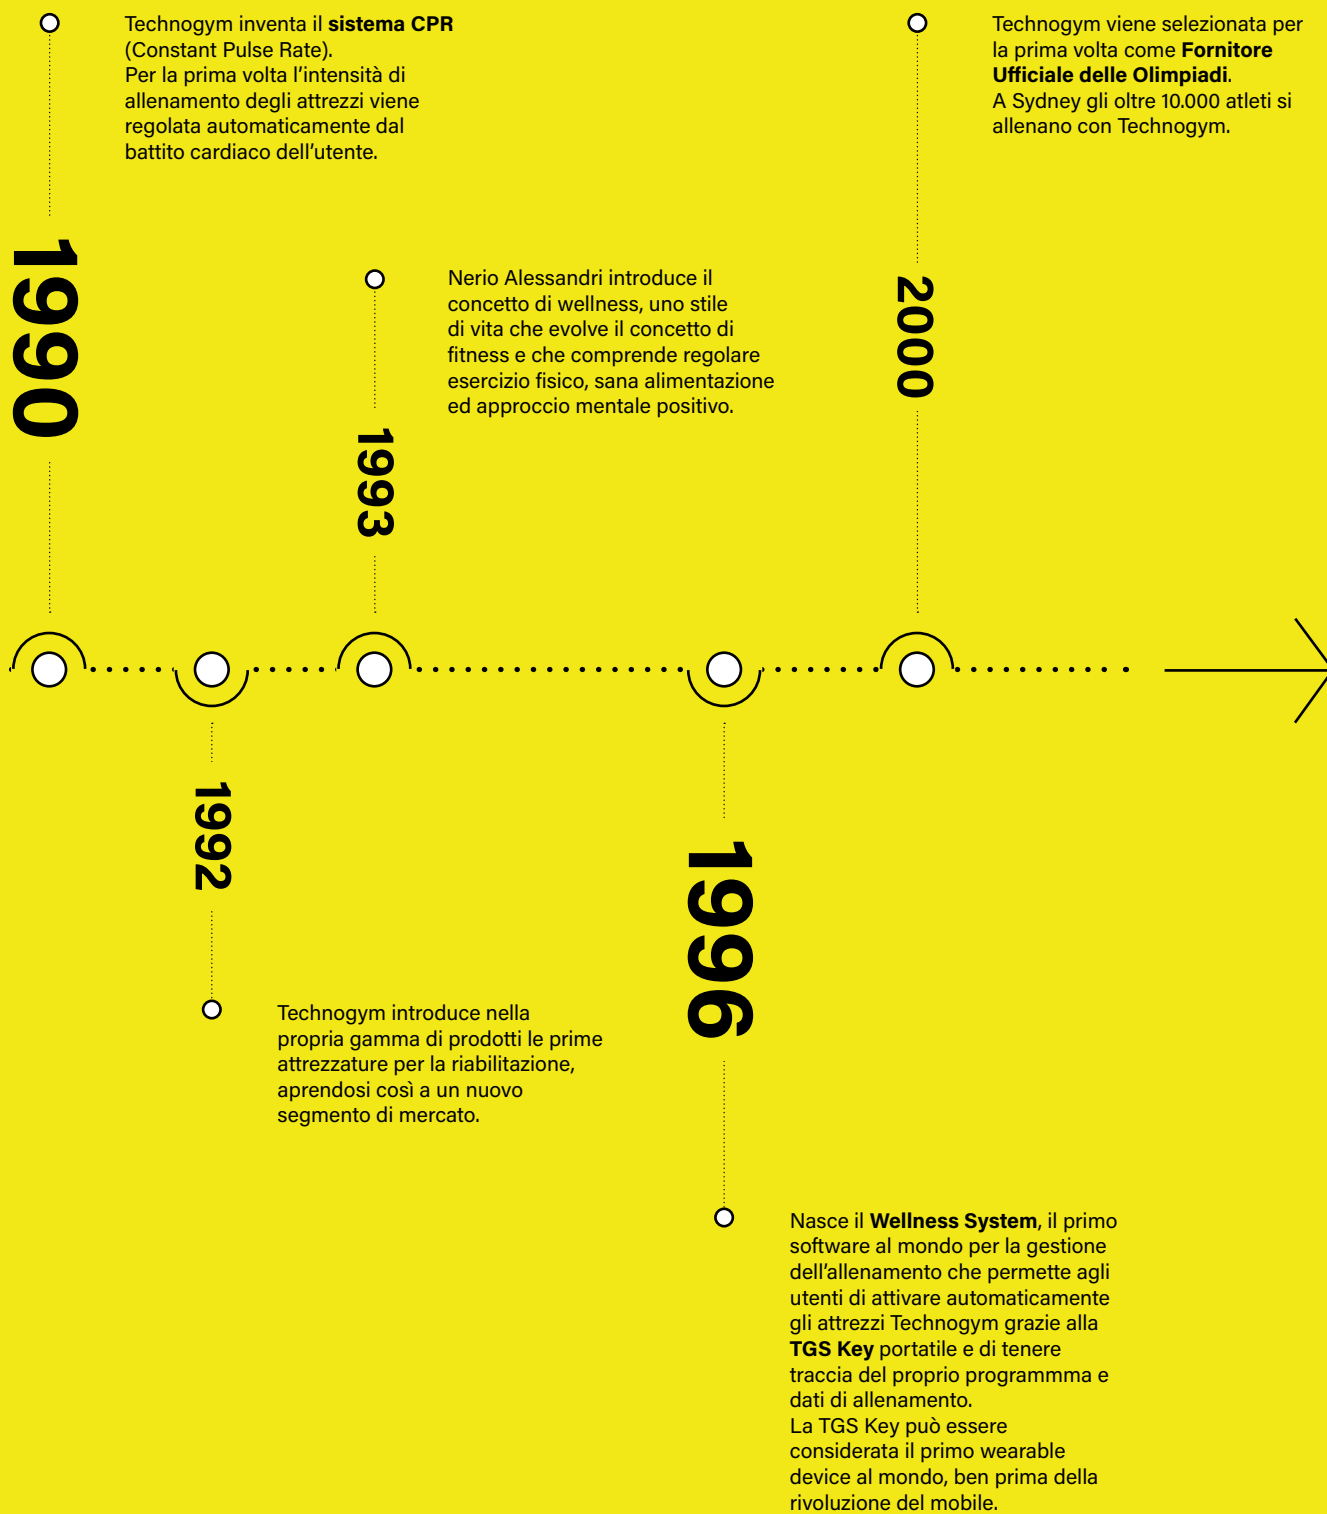 1990
Technogym inventa il sistema CPR
(Constant Pulse Rate).
Per la prima volta l'intensità di
allenamento degli attrezzi viene
regolata automaticamente dal
battito cardiaco dell'utente.
1992
Technogym introduce nella
propria gamma di prodotti le prime
attrezzature per la riabilitazione,
aprendosi così a un nuovo
segmento di mercato.
1993
Nerio Alessandri introduce il
concetto di wellness, uno stile
di vita che evolve il concetto di
fitness e che comprende regolare
esercizio fisico, sana alimentazione
ed approccio mentale positivo.
1996
Nasce il Wellness System, il primo
software al mondo per la gestione
dell'allenamento che permette agli
utenti di attivare automaticamente
gli attrezzi Technogym grazie alla
TGS Key portatile e di tenere
traccia del proprio programmma e
dati di allenamento.
La TGS Key può essere
considerata il primo wearable
device al mondo, ben prima della
rivoluzione del mobile.
2000
Technogym viene selezionata per
la prima volta come Fornitore
Ufficiale delle Olimpiadi.
A Sydney gli oltre 10.000 atleti si
allenano con Technogym.